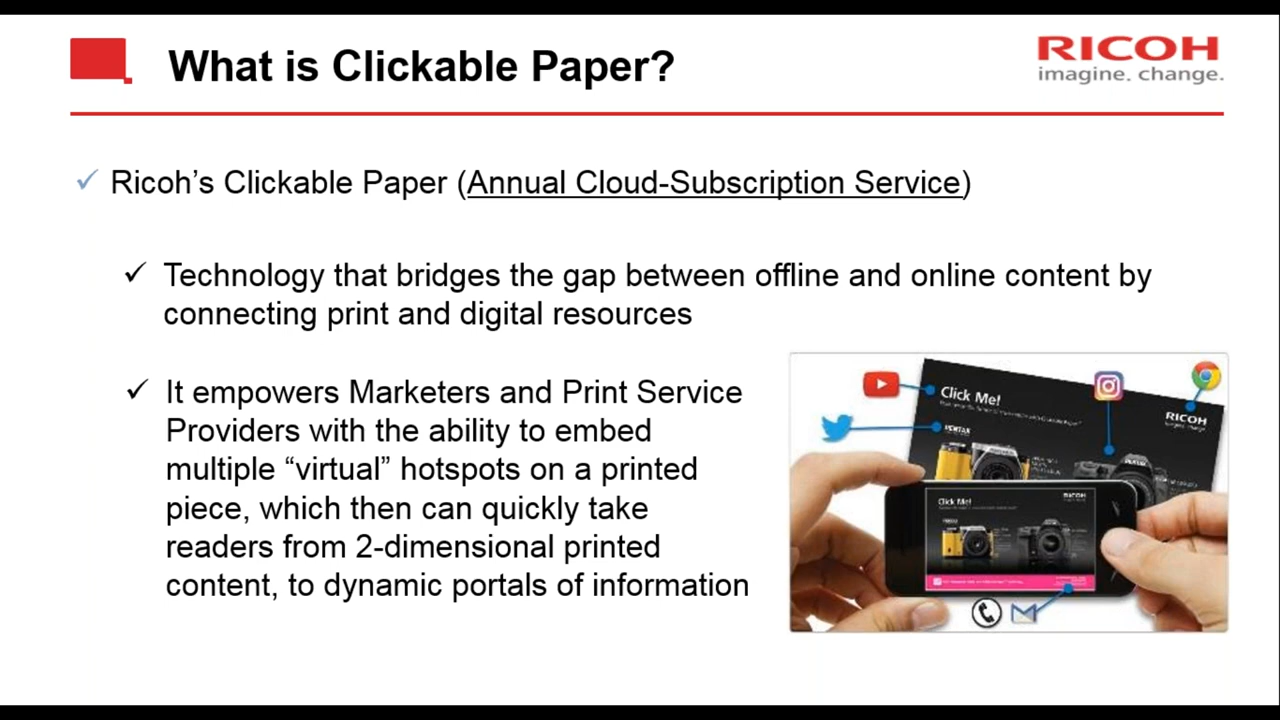 What is Clickable Paper?
RICOH
imagine. change.
✓ Ricoh’s Clickable Paper (Annual Cloud-Subscription Service)
✓ Technology that bridges the gap between offline and online content by
connecting print and digital resources
✓ It empowers Marketers and Print Service
Providers with the ability to embed
multiple “virtual” hotspots on a printed
piece, which then can quickly take
readers from 2-dimensional printed
content, to dynamic portals of information
Click Me!
RICOH
imagine. change.
PENTAX
PENTAX
Click Me!
RICOH